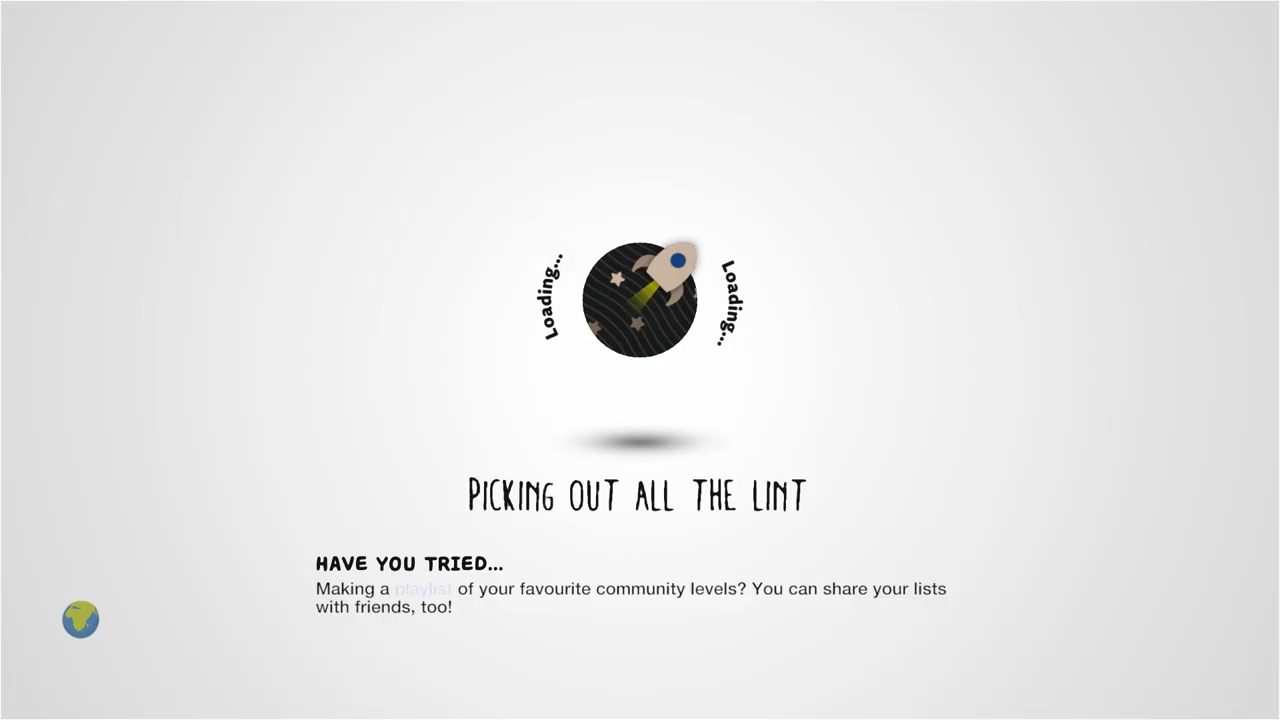 Loading...
Loading...
PICKING OUT ALL THE LINT
HAVE YOU TRIED...
Making a playlist of your favourite community levels? You can share your lists
with friends, too!